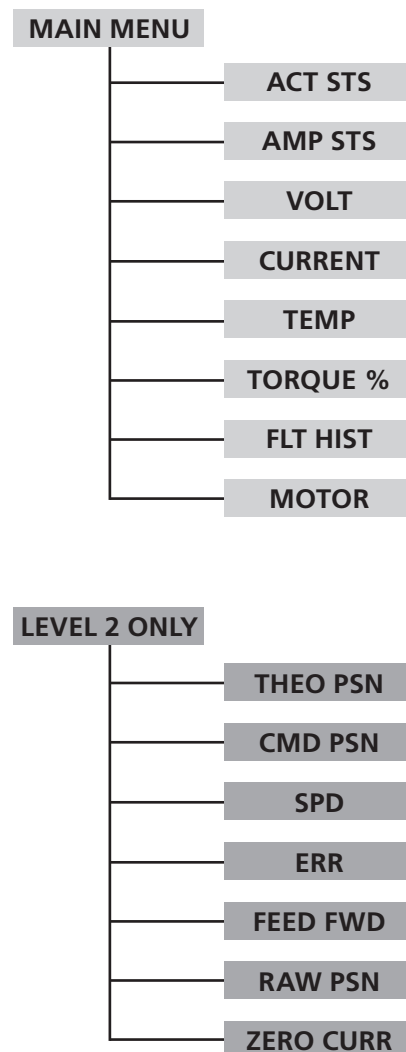 MAIN MENU
ACT STS
AMP STS
VOLT
CURRENT
TEMP
TORQUE %
FLT HIST
MOTOR
LEVEL 2 ONLY
THEO PSN
CMD PSN
SPD
ERR
FEED FWD
RAW PSN
ZERO CURR